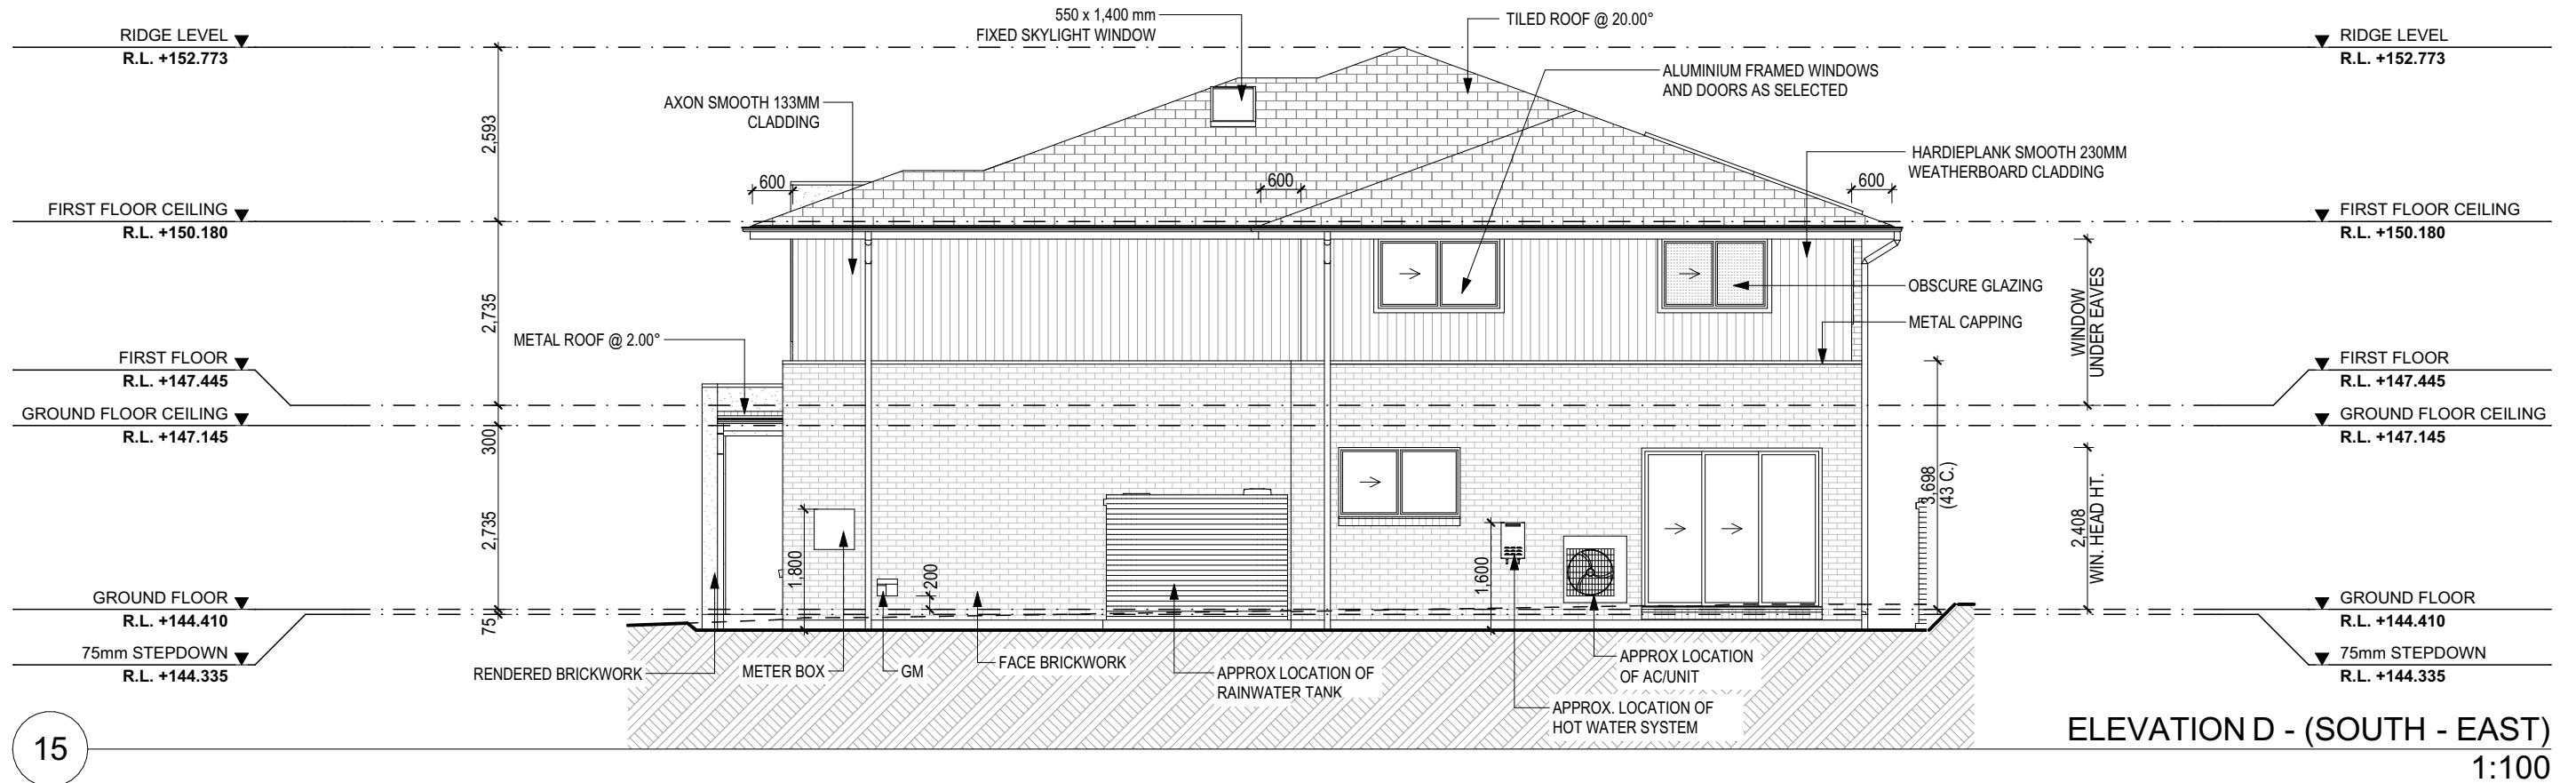 550 x 1,400 mm
FIXED SKYLIGHT WINDOW
TILED ROOF @ 20.00°
RIDGE LEVEL
R.L. +152.773
RIDGE LEVEL
R.L. +152.773
ALUMINIUM FRAMED WINDOWS
AND DOORS AS SELECTED
AXON SMOOTH 133MM
CLADDING
2,593
HARDIEPLANK SMOOTH 230MM
WEATHERBOARD CLADDING
600
600
600
FIRST FLOOR CEILING
R.L. +150.180
FIRST FLOOR CEILING
R.L. +150.180
OBSCURE GLAZING
WINDOW
UNDER EAVES
2,735
METAL CAPPING
METAL ROOF @ 2.00°
FIRST FLOOR
R.L. +147.445
FIRST FLOOR
R.L. +147.445
GROUND FLOOR CEILING
R.L. +147.145
GROUND FLOOR CEILING
R.L. +147.145
300
3,698
(43 C.)
2,408
WIN. HEAD HT.
2,735
1,800
200
1,600
GROUND FLOOR
R.L. +144.410
GROUND FLOOR
R.L. +144.410
75
75mm STEPDOWN
R.L. +144.335
75mm STEPDOWN
R.L. +144.335
RENDERED BRICKWORK
METER BOX
GM
FACE BRICKWORK
APPROX LOCATION OF
RAINWATER TANK
APPROX LOCATION
OF AC/UNIT
APPROX. LOCATION OF
HOT WATER SYSTEM
15
ELEVATION D - (SOUTH - EAST)
1:100